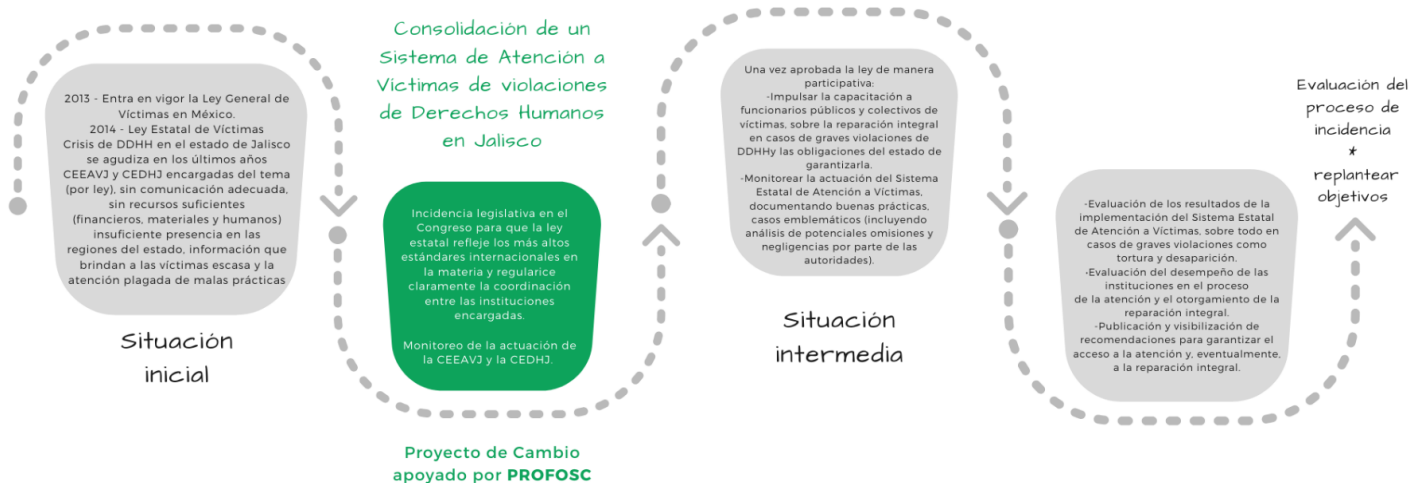 2013 - Entra en vigor la Ley General de
Víctimas en México.
2014 - Ley Estatal de Víctimas
Crisis de DDHH en el estado de Jalisco
se agudiza en los últimos años
CEEAVJ y CEDHJ encargadas del tema
(por ley), sin comunicación adecuada,
sin recursos suficientes
(financieros, materiales y humanos)
insuficiente presencia en las
regiones del estado, información que
brindan a las víctimas escasa y la
atención plagada de malas prácticas
Situación
inicial
Consolidación de un
Sistema de Atención a
Víctimas de violaciones
de Derechos Humanos
en Jalisco
Incidencia legislativa en el
Congreso para que la ley
estatal refleje los más altos
estándares internacionales en
la materia y regularice
claramente la coordinación
entre las instituciones
encargadas.
Monitoreo de la actuación de
la CEEAVJ y la CEDHJ.
Proyecto de Cambio
apoyado por PROFOSC
Una vez aprobada la ley de manera
participativa:
-Impulsar la capacitación a
funcionarios públicos y colectivos de
víctimas, sobre la reparación integral
en casos de graves violaciones de
DDHHy las obligaciones del estado de
garantizarla.
-Monitorear la actuación del Sistema
Estatal de Atención a Víctimas,
documentando buenas prácticas,
casos emblemáticos (incluyendo
análisis de potenciales omisiones y
negligencias por parte de las
autoridades).
Situación
intermedia
-Evaluación de los resultados de la
implementación del Sistema Estatal
de Atención a Víctimas, sobre todo en
casos de graves violaciones como
tortura y desaparición.
-Evaluación del desempeño de las
instituciones en el proceso
de la atención y el otorgamiento de la
reparación integral.
-Publicación y visibilización de
recomendaciones para garantizar el
acceso a la atención y, eventualmente,
a la reparación integral.
Evaluación del
proceso de
incidencia
*
replantear
objetivos